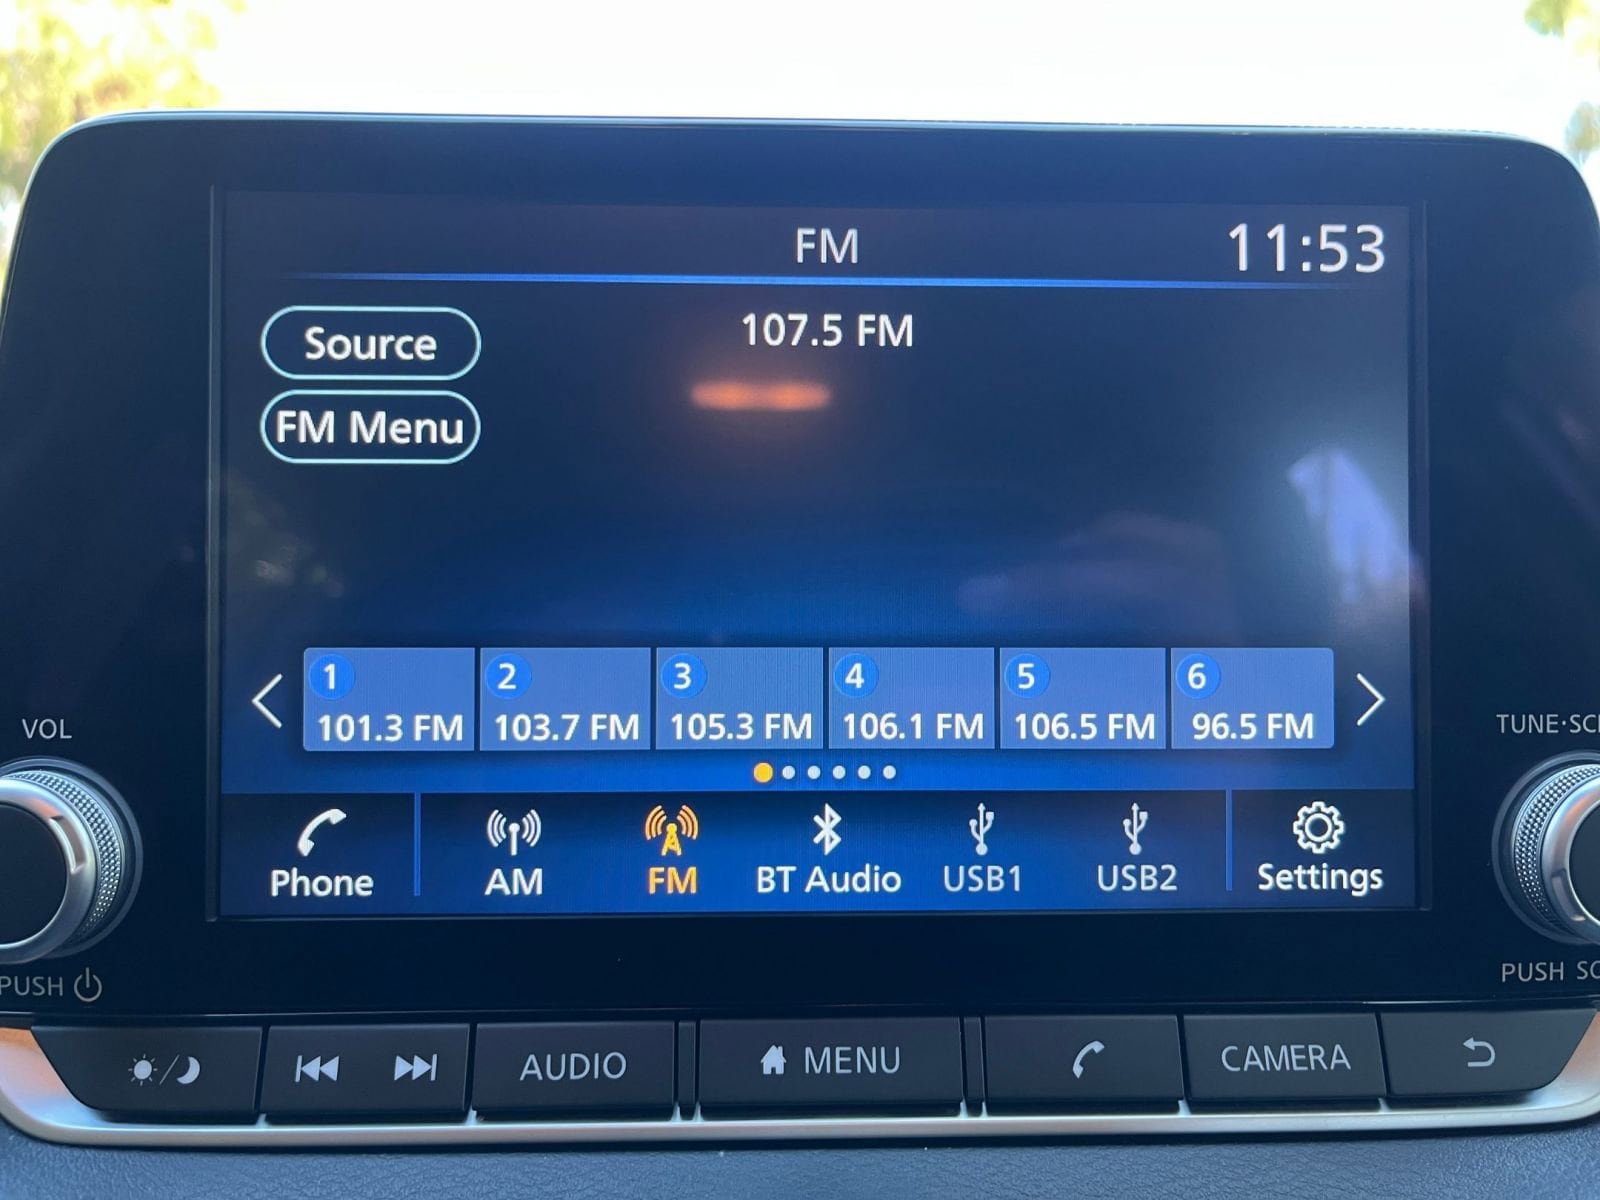 FM
11:53
Source
107.5 FM
FM Menu
1
2
3
4
5
6
101.3 FM
103.7 FM
105.3 FM
106.1 FM
106.5 FM
96.5 FM
VOL
TUNE·SC
Phone
AM
FM
BT Audio
USB1
USB2
Settings
PUSH
PUSH SC
AUDIO
MENU
CAMERA